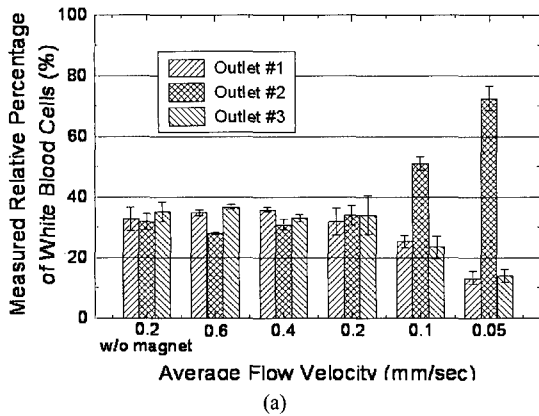 Measured Relative Percentage
of White Blood Cells (%)
100
80
60
40
20
0
Outlet #1
Outlet #2
Outlet #3
0.2
w/o magnet
0.6
0.4
0.2
0.1
0.05
Average Flow Velocity (mm/sec)
(a)